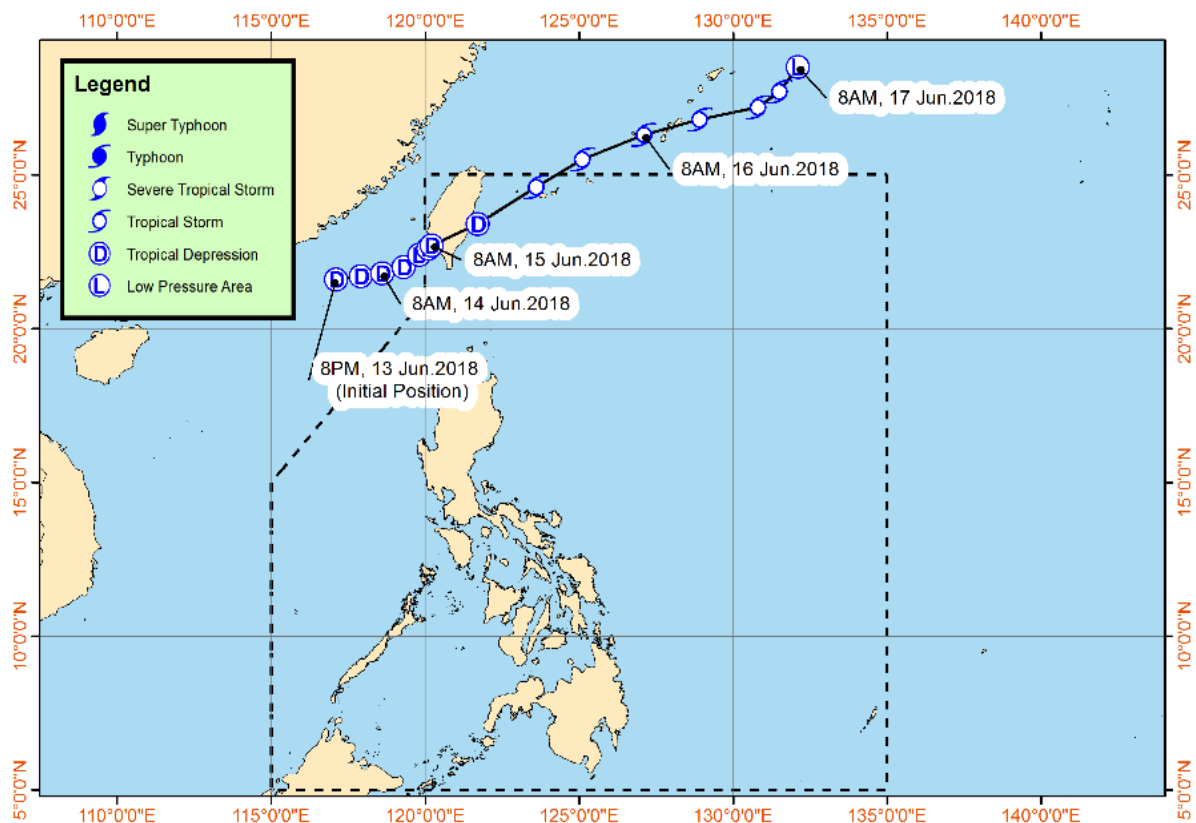 110°0'0"E 115°0'0"E 120°0'0"E 125°0'0"E 130°0'0"E 135°0'0"E 140°0'0"E
Legend
Super Typhoon
Typhoon
Severe Tropical Storm
Tropical Storm
D Tropical Depression
L Low Pressure Area
L
8AM, 17 Jun.2018
8AM, 16 Jun.2018
25°0'0"N 25°0'0"N
D
D
8AM, 15 Jun.2018
D D D D D
8AM, 14 Jun.2018
20°0'0"N 20°0'0"N
8PM, 13 Jun.2018
(Initial Position)
15°0'0"N 15°0'0"N
10°0'0"N 10°0'0"N
5°0'0"N 5°0'0"N
110°0'0"E 115°0'0"E 120°0'0"E 125°0'0"E 130°0'0"E 135°0'0"E 140°0'0"E